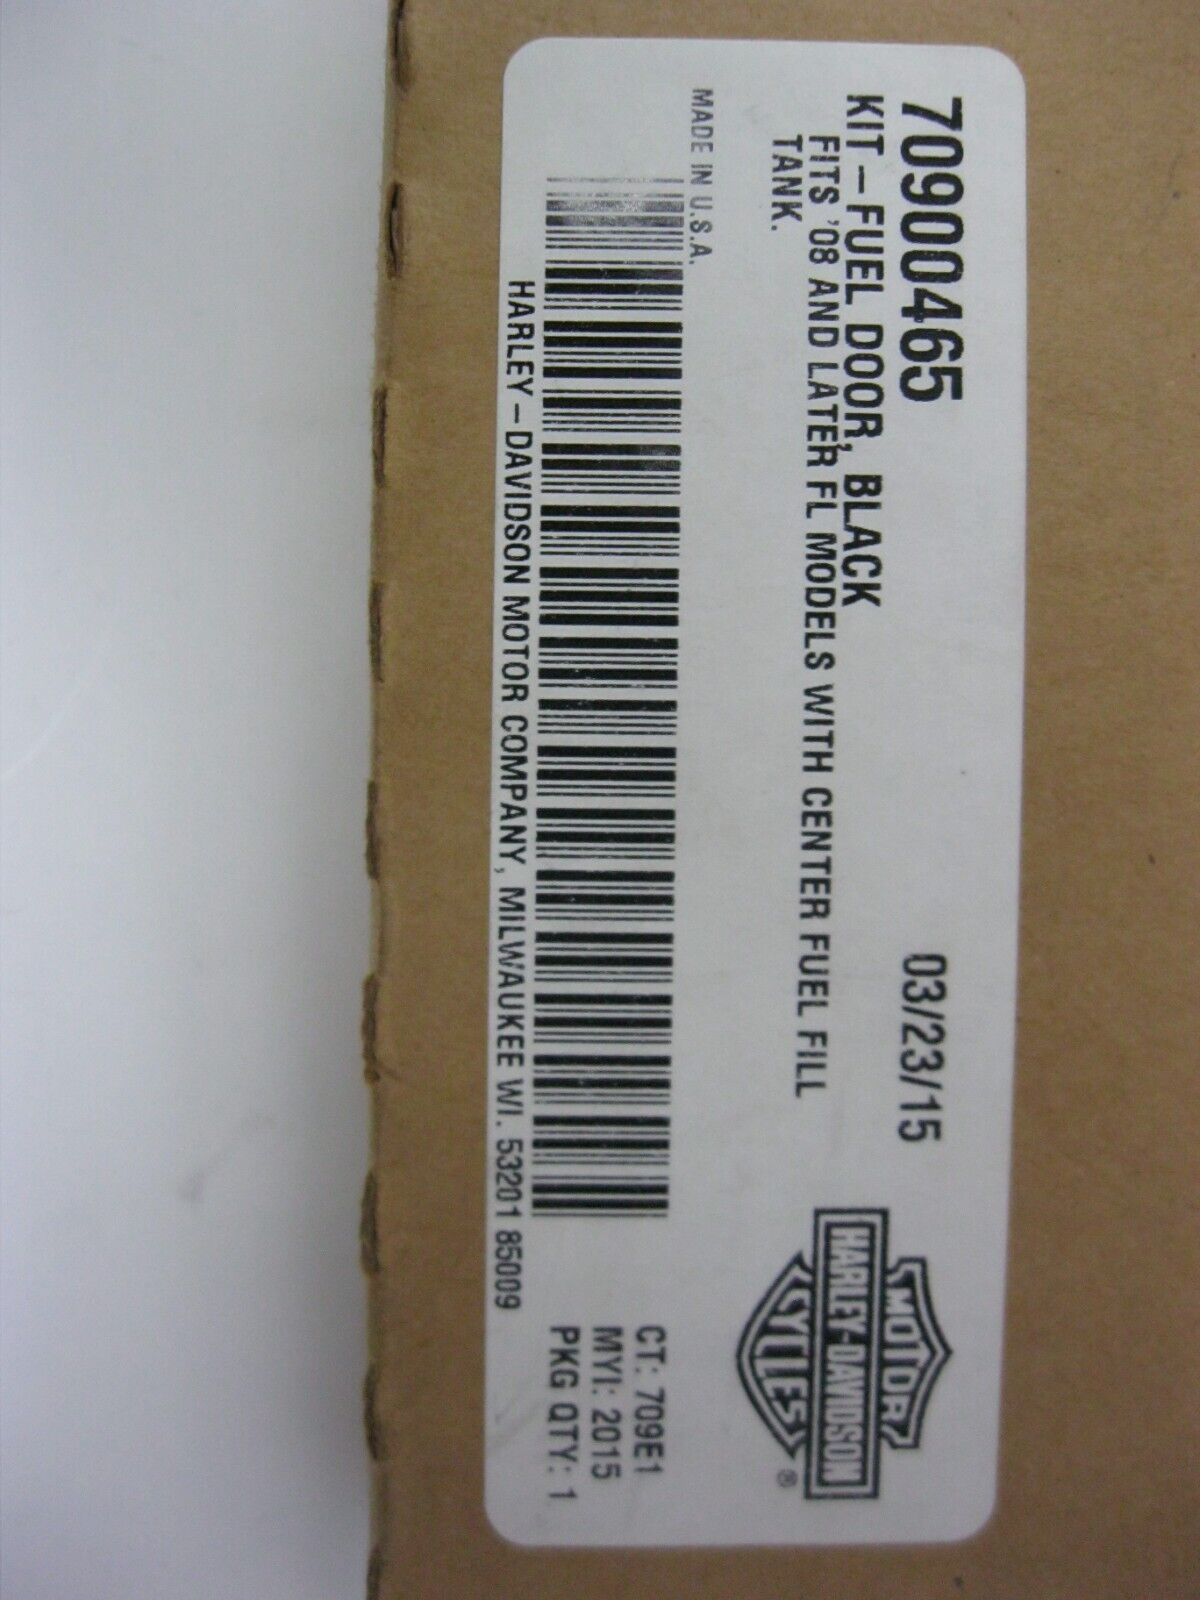 70900465 03/23/15
KIT-FUEL DOOR, BLACK
FITS '08 AND LATER FL MODELS WITH CENTER FUEL FILL
TANK.
MADE IN U.S.A.
HARLEY-DAVIDSON MOTOR COMPANY, MILWAUKEE WI. 53201 85009
MOTOR
HARLEY-DAVIDSON
CYCLES
®
CT: 709E1
MYI: 2015
PKG QTY: 1